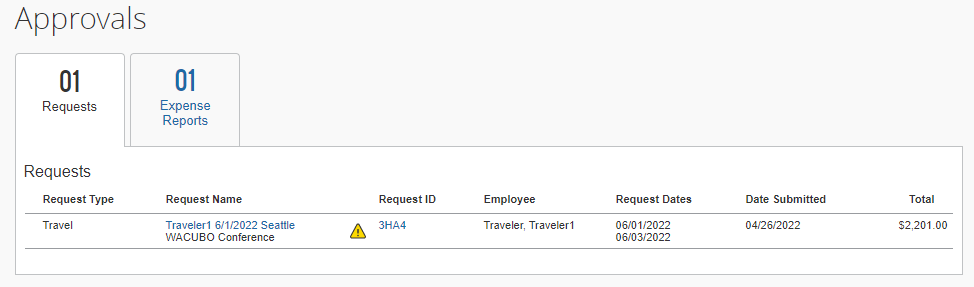 Approvals
01
Requests
01
Expense
Reports
Requests
Request Type Request Name Request ID Employee Request Dates Date Submitted Total
Travel Traveler1 6/1/2022 Seattle 3HA4 Traveler, Traveler1 06/01/2022 04/26/2022 $2,201.00
WACUBO Conference 06/03/2022